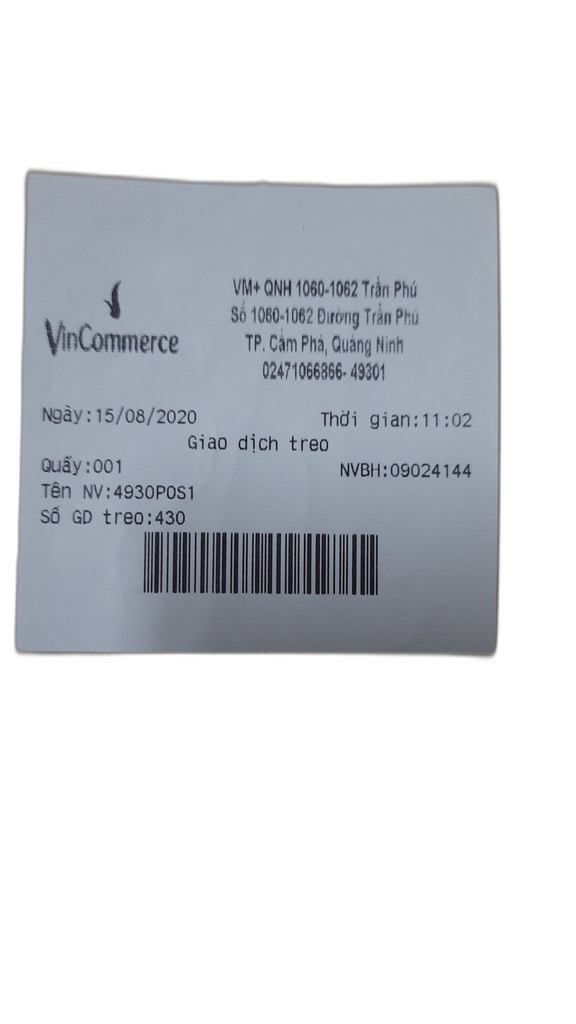 VinCommerce
VM+ QNH 1060-1062 Trần Phú
Số 1060-1062 Đường Trần Phú
TP. Cẩm Phả, Quảng Ninh
02471066866- 49301
Ngày:15/08/2020 Thời gian:11:02
Giao dịch treo
Quầy:001 NVBH:09024144
Tên NV:4930POS1
Số GD treo:430